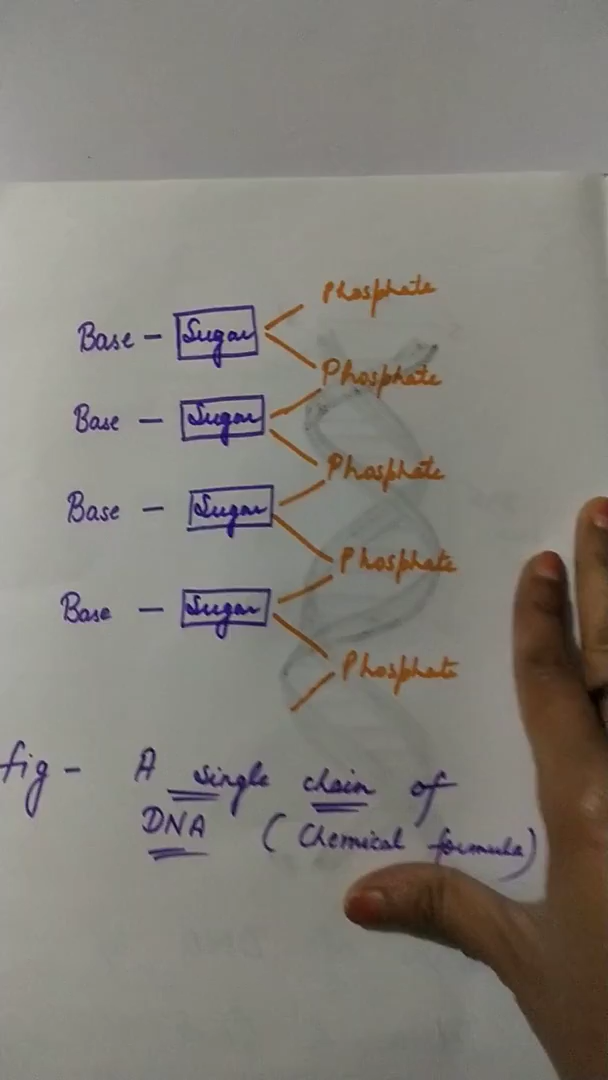 Phosphate
Base - Sugar
Phosphate
Base - Sugar
Phosphate
Base - Sugar
Phosphate
Base - Sugar
Phosphate
fig - A single chain of
DNA ( Chemical formula)